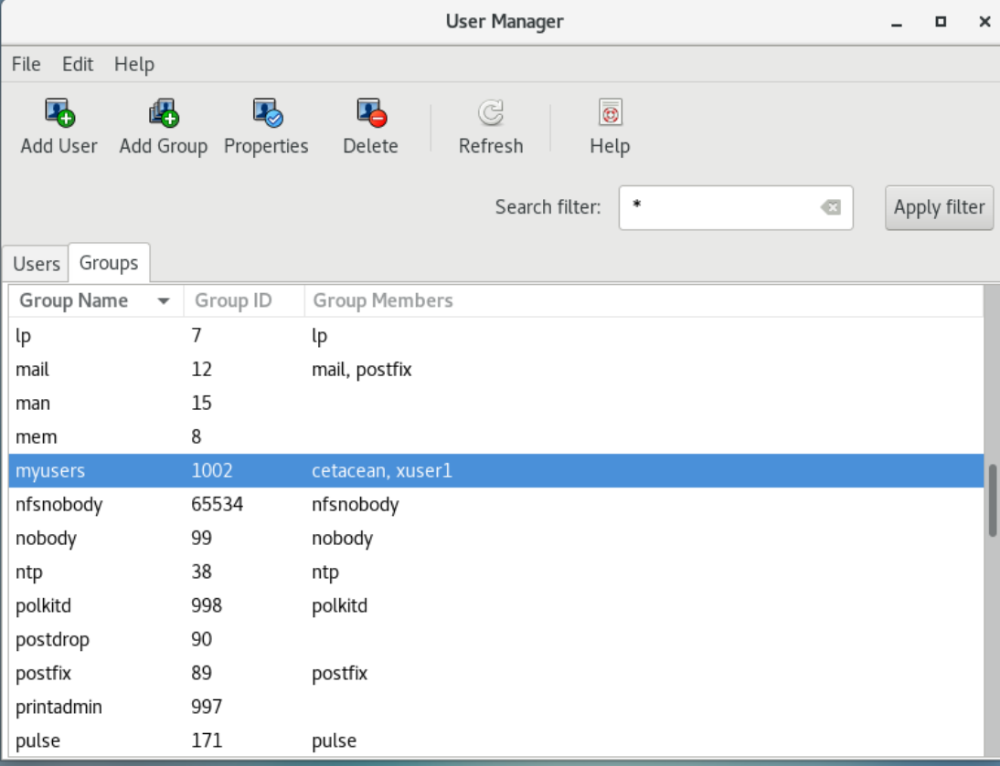 User Manager
File Edit Help
Add User Add Group Properties Delete Refresh Help
Search filter: * Apply filter
Users Groups
Group Name Group ID Group Members
lp 7 lp
mail 12 mail, postfix
man 15
mem 8
myusers 1002 cetacean, xuser1
nfsnobody 65534 nfsnobody
nobody 99 nobody
ntp 38 ntp
polkitd 998 polkitd
postdrop 90
postfix 89 postfix
printadmin 997
pulse 171 pulse